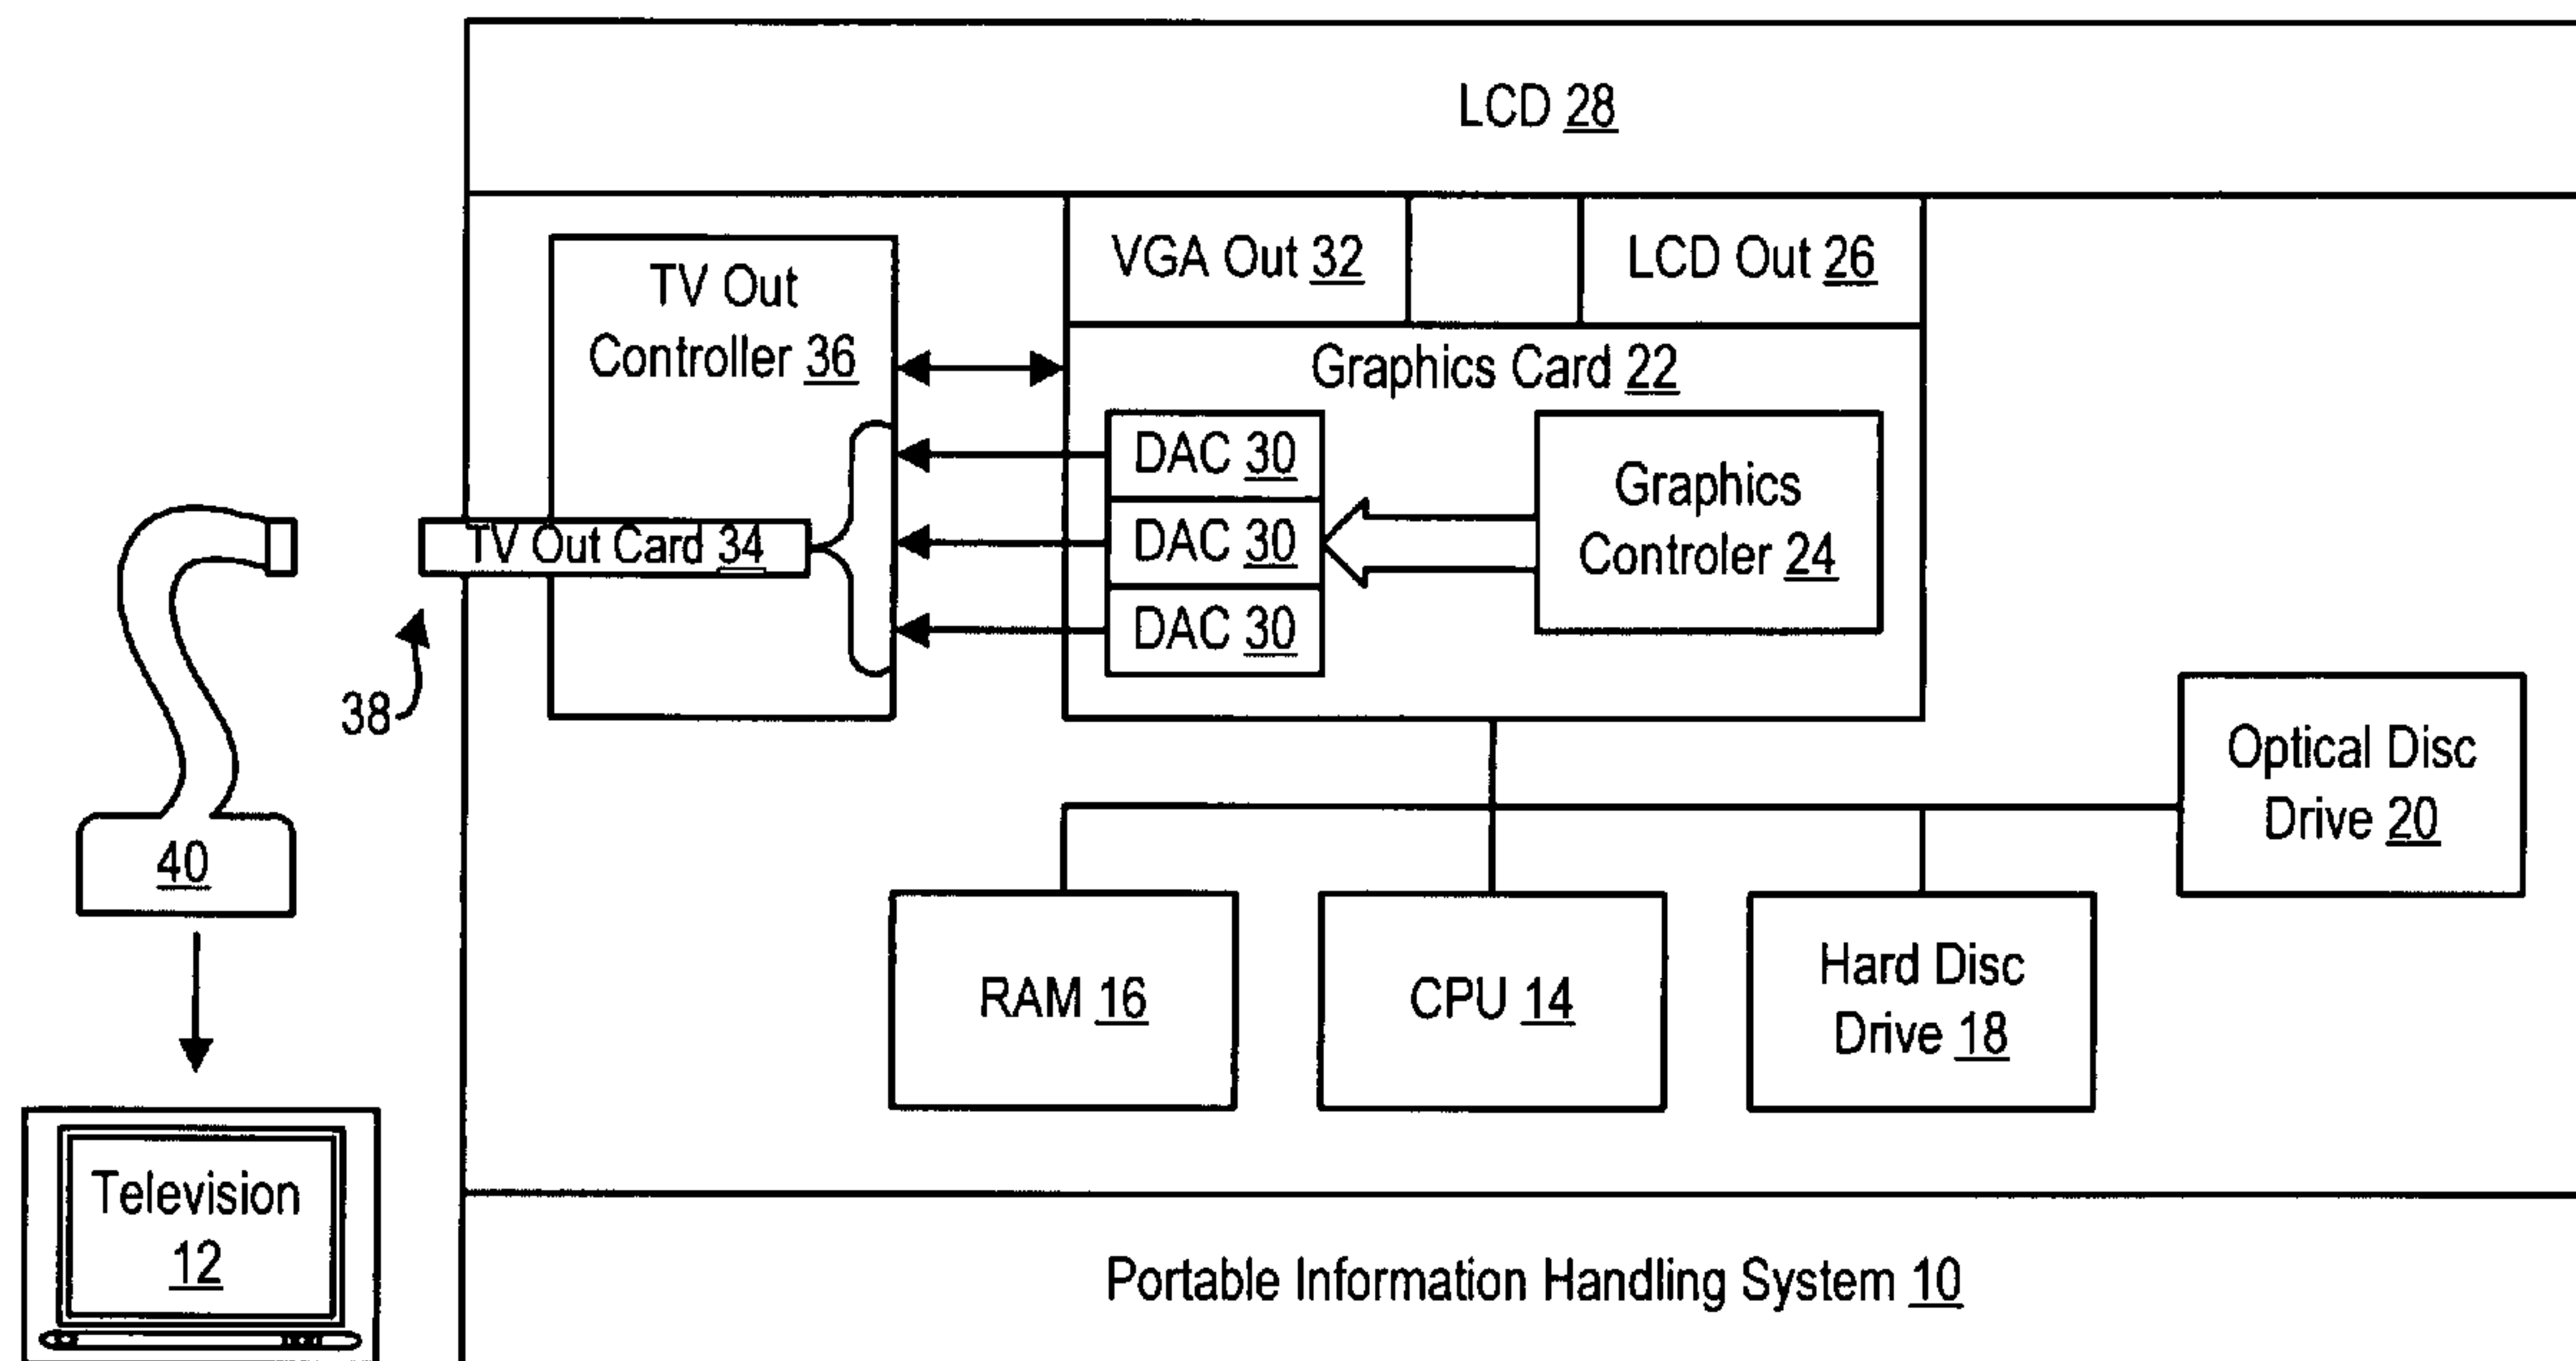 LCD 28
VGA Out 32
LCD Out 26
TV Out
Controller 36
Graphics Card 22
DAC 30
DAC 30
DAC 30
Graphics
Controler 24
TV Out Card 34
38
40
Optical Disc
Drive 20
RAM 16
CPU 14
Hard Disc
Drive 18
Television
12
Portable Information Handling System 10